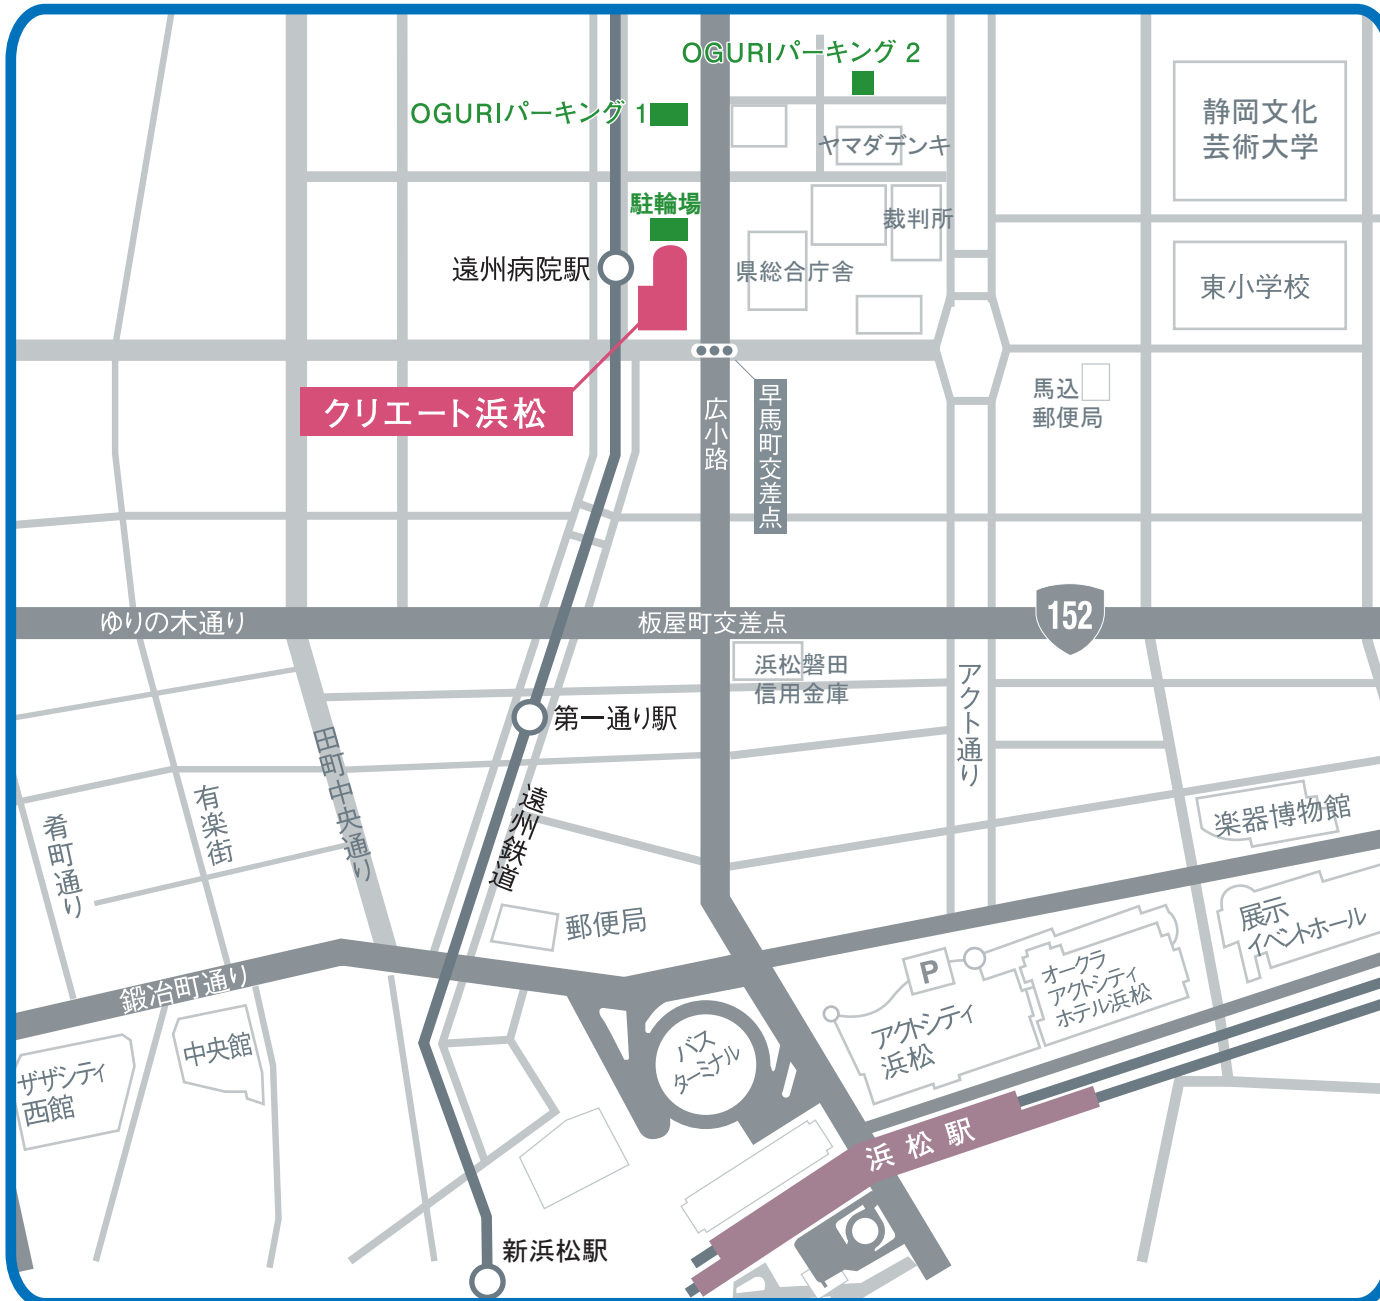 OGURIパーキング 2
OGURIパーキング 1
静岡文化
芸術大学
ヤマダデンキ
駐輪場
裁判所
遠州病院駅
県総合庁舎
東小学校
クリエート浜松
広小路
早馬町交差点
馬込
郵便局
ゆりの木通り
板屋町交差点
152
浜松磐田
信用金庫
アクト通り
第一通り駅
田町中央通り
有楽街
肴町通り
遠州鉄道
楽器博物館
郵便局
展示
イベントホール
P
オークラ
アクトシティ
ホテル浜松
鍛冶町通り
アクトシティ
浜松
中央館
バス
ターミナル
ザザシティ
西館
浜松駅
新浜松駅